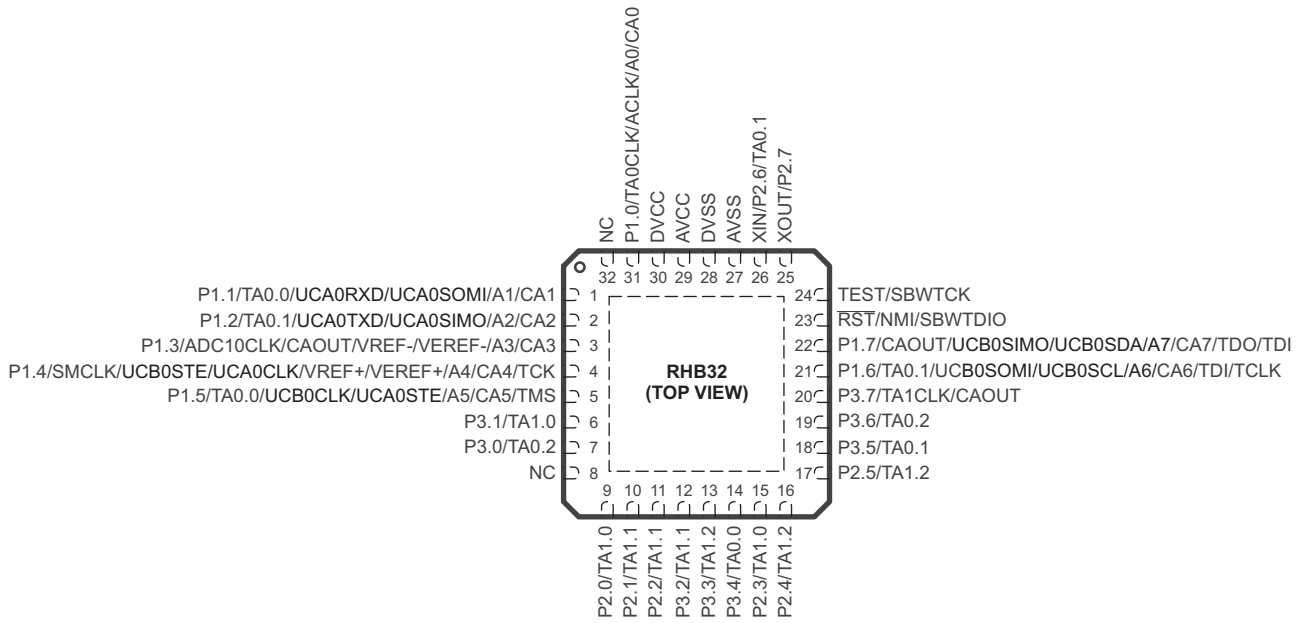 NC
P1.0/TA0CLK/ACLK/A0/CA0
DVCC
AVCC
DVSS
AVSS
XIN/P2.6/TA0.1
XOUT/P2.7
32 31 30 29 28 27 26 25
P1.1/TA0.0/UCA0RXD/UCA0SOMI/A1/CA1 1
P1.2/TA0.1/UCA0TXD/UCA0SIMO/A2/CA2 2
P1.3/ADC10CLK/CAOUT/VREF-/VEREF-/A3/CA3 3
P1.4/SMCLK/UCB0STE/UCA0CLK/VREF+/VEREF+/A4/CA4/TCK 4
P1.5/TA0.0/UCB0CLK/UCA0STE/A5/CA5/TMS 5
P3.1/TA1.0 6
P3.0/TA0.2 7
NC 8
RHB32
(TOP VIEW)
24 TEST/SBWTCK
23 RST/NMI/SBWTDIO
22 P1.7/CAOUT/UCB0SIMO/UCB0SDA/A7/CA7/TDO/TDI
21 P1.6/TA0.1/UCB0SOMI/UCB0SCL/A6/CA6/TDI/TCLK
20 P3.7/TA1CLK/CAOUT
19 P3.6/TA0.2
18 P3.5/TA0.1
17 P2.5/TA1.2
9 10 11 12 13 14 15 16
P2.0/TA1.0
P2.1/TA1.1
P2.2/TA1.1
P3.2/TA1.1
P3.3/TA1.2
P3.4/TA0.0
P2.3/TA1.0
P2.4/TA1.2